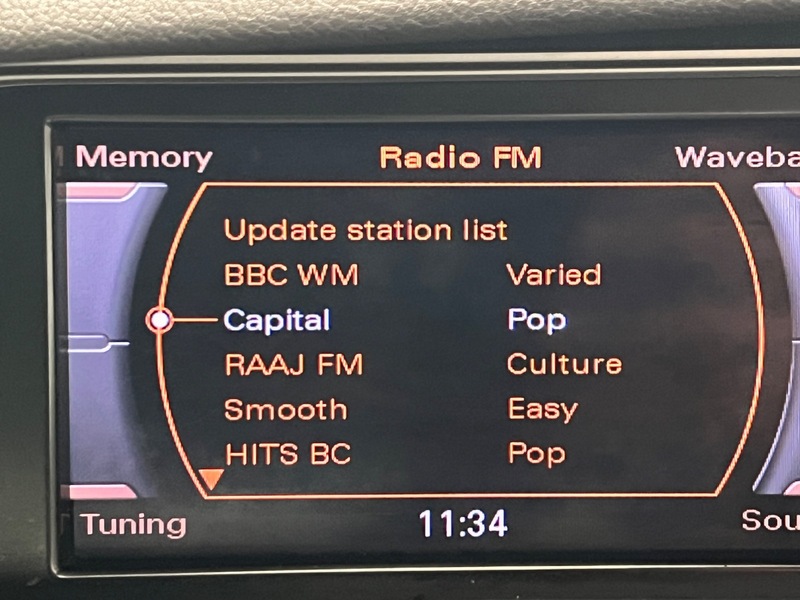 Memory Radio FM
Update station list
BBC WM Varied
Capital Pop
RAAJ FM Culture
Smooth Easy
HITS BC Pop
Tuning 11:34